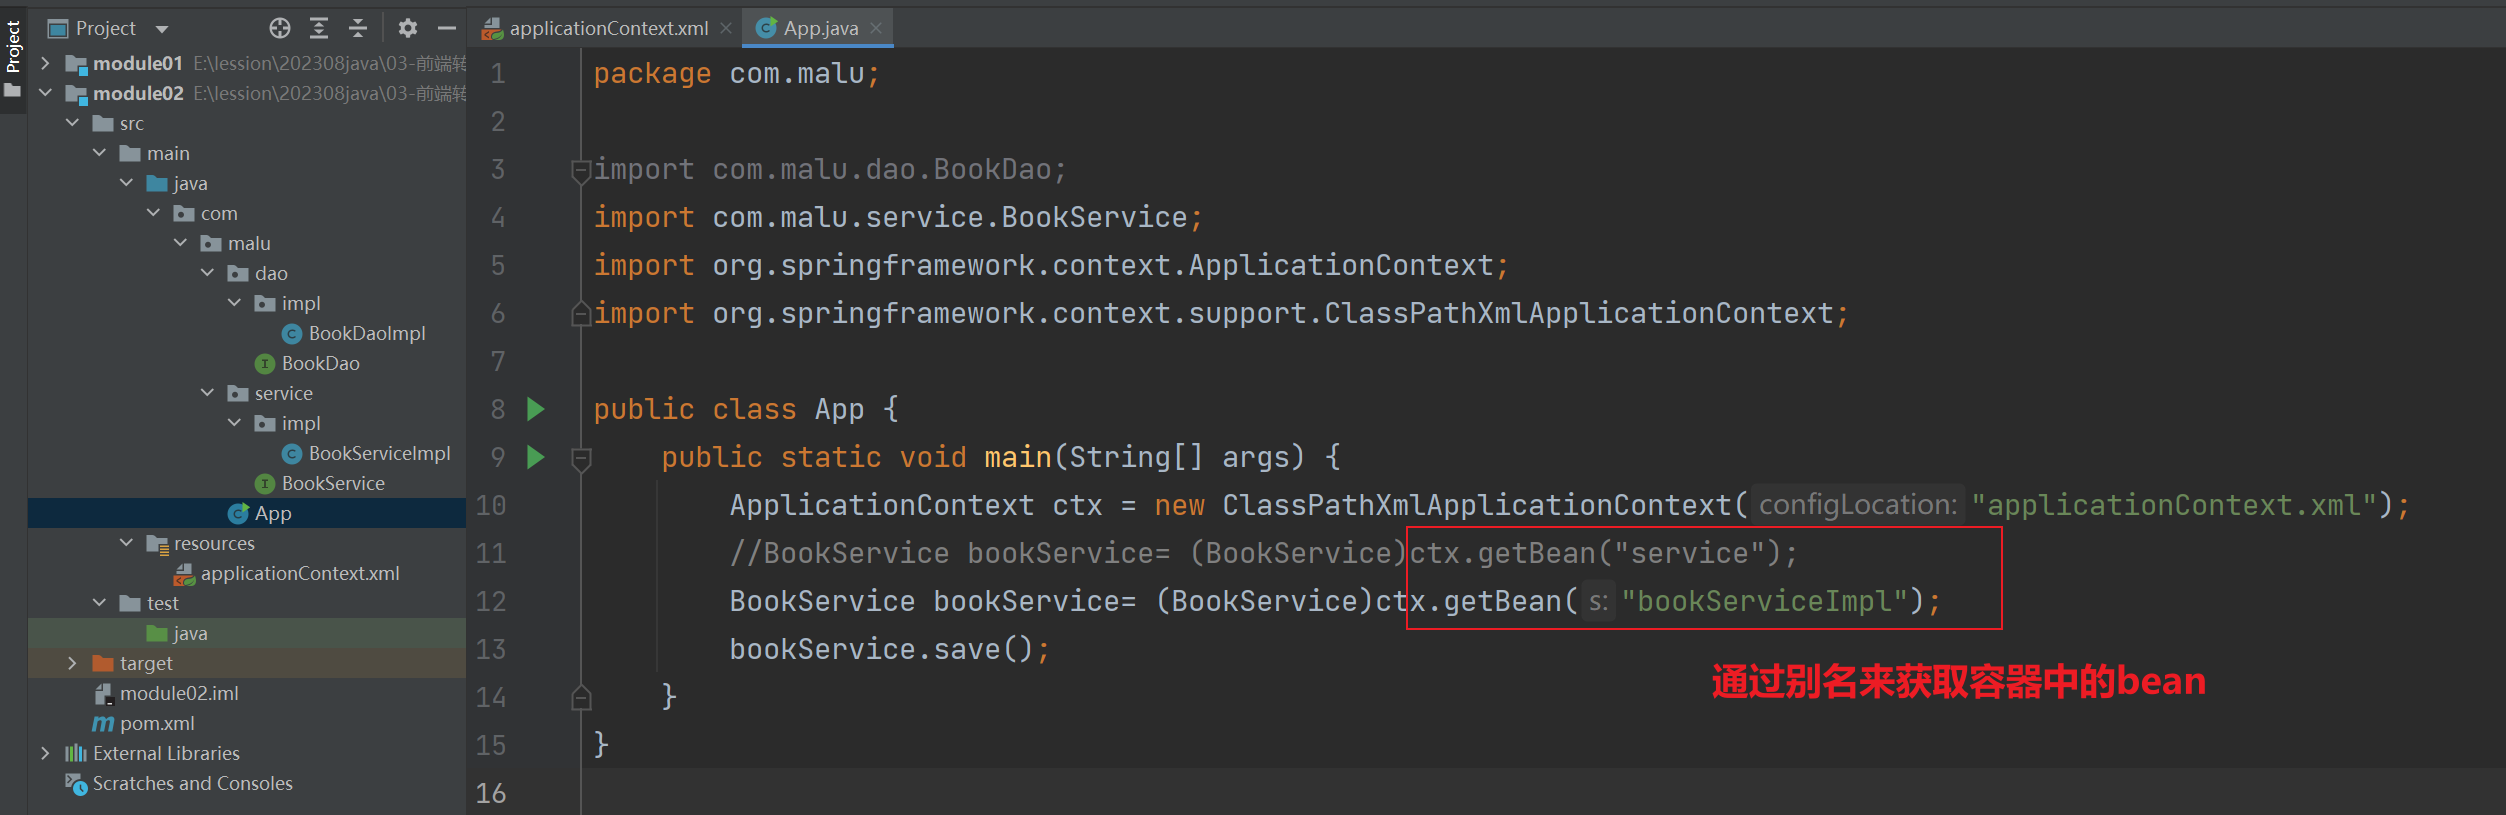 Project
Project
module01 E:\lession\202308java\03-前端转
module02 E:\lession\202308java\03-前端转
src
main
java
com
malu
dao
impl
BookDaoImpl
BookDao
service
impl
BookServiceImpl
BookService
App
resources
applicationContext.xml
test
java
target
module02.iml
pom.xml
External Libraries
Scratches and Consoles
applicationContext.xml
App.java
1 package com.malu;
2
3 import com.malu.dao.BookDao;
4 import com.malu.service.BookService;
5 import org.springframework.context.ApplicationContext;
6 import org.springframework.context.support.ClassPathXmlApplicationContext;
7
8 public class App {
9 public static void main(String[] args) {
10 ApplicationContext ctx = new ClassPathXmlApplicationContext( configLocation: "applicationContext.xml");
11 //BookService bookService= (BookService)ctx.getBean("service");
12 BookService bookService= (BookService)ctx.getBean( s: "bookServiceImpl");
13 bookService.save();
通过别名来获取容器中的bean
14 }
15 }
16